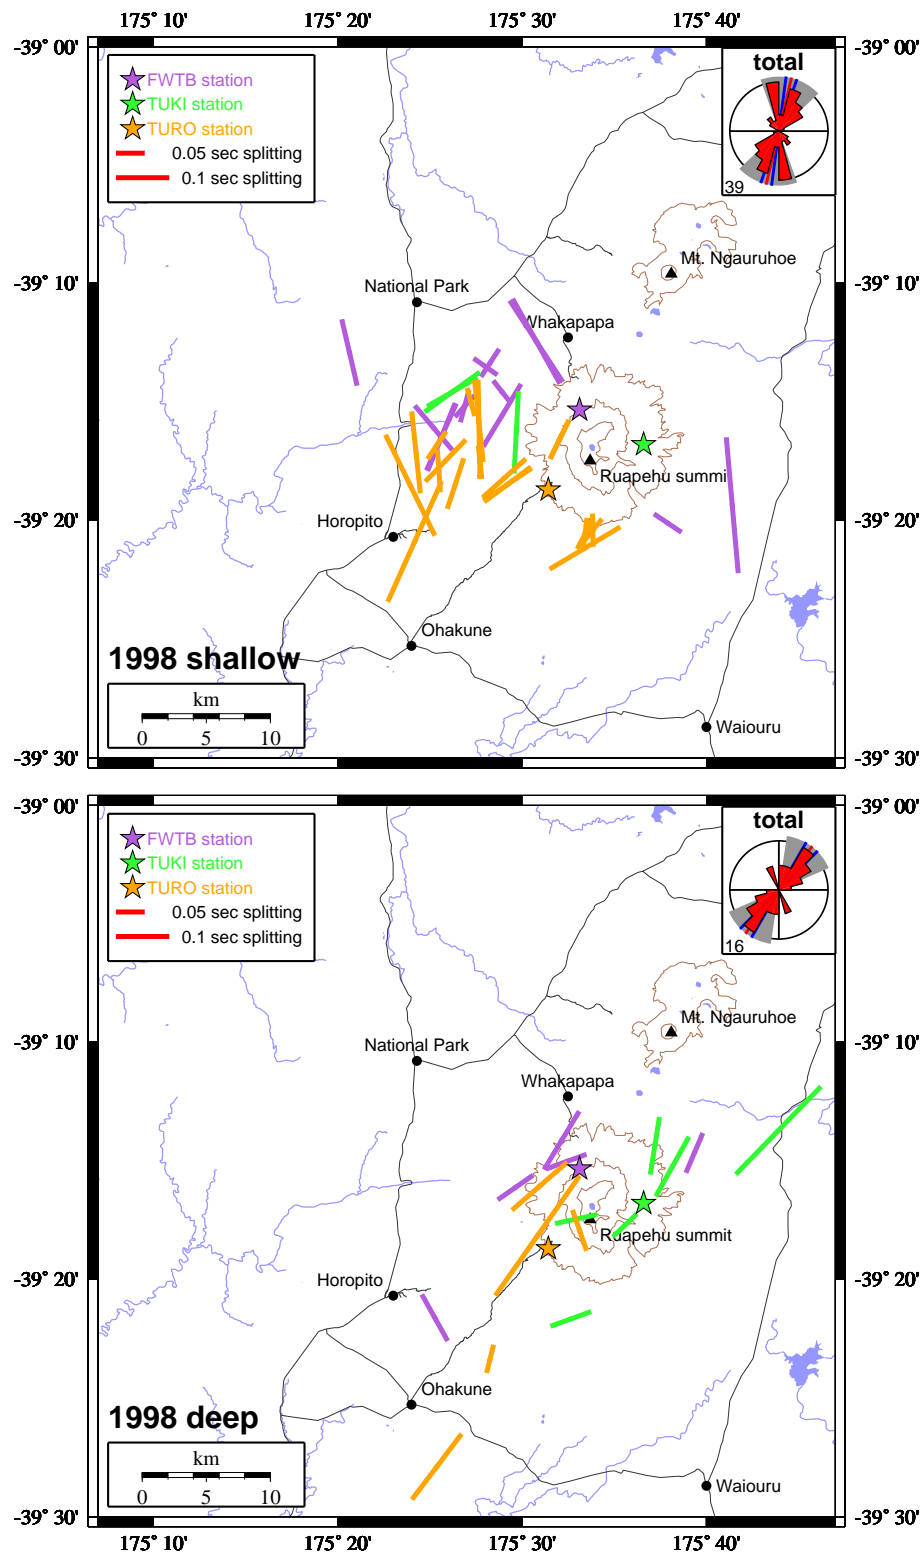 175° 10' 175° 20' 175° 30' 175° 40'
-39° 00' -39° 00'
FWTB station
TUKI station
TURO station
0.05 sec splitting
0.1 sec splitting
total
39
Mt. Ngauruhoe
-39° 10' -39° 10'
National Park
Whakapapa
Ruapehu summi
Horopito
-39° 20' -39° 20'
Ohakune
1998 shallow
km
0 5 10
Waiouru
-39° 30' -39° 30'
-39° 00' -39° 00'
FWTB station
TUKI station
TURO station
0.05 sec splitting
0.1 sec splitting
total
16
Mt. Ngauruhoe
-39° 10' -39° 10'
National Park
Whakapapa
Ruapehu summit
Horopito
-39° 20' -39° 20'
Ohakune
1998 deep
km
0 5 10
Waiouru
-39° 30' -39° 30'
175° 10' 175° 20' 175° 30' 175° 40'